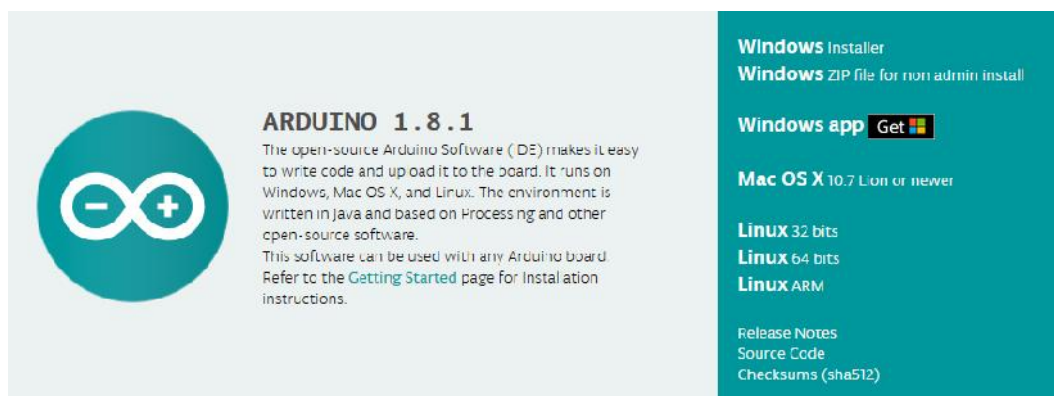 ARDUINO 1.8.1
The open-source Arduino Software (IDE) makes it easy
to write code and upload it to the board. It runs on
Windows, Mac OS X, and Linux. The environment is
written in Java and based on Processing and other
open-source software.
This software can be used with any Arduino board.
Refer to the Getting Started page for Installation
instructions.
Windows Installer
Windows ZIP file for non admin install
Windows app Get
Mac OS X 10.7 Lion or newer
Linux 32 bits
Linux 64 bits
Linux ARM
Release Notes
Source Code
Checksums (sha512)